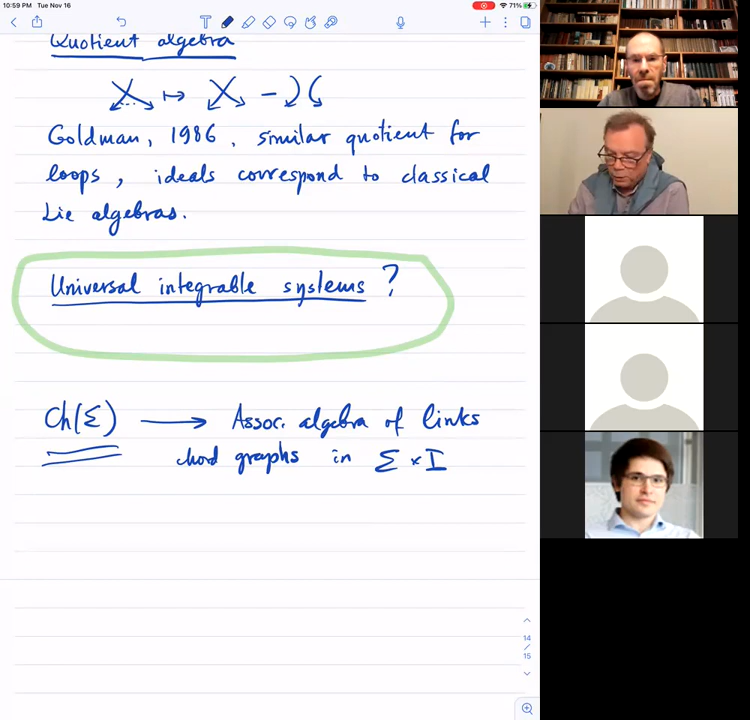 10:59 PM Tue Nov 16
71%
Quotient algebra
Goldman, 1986, similar quotient for
loops, ideals correspond to classical
Lie algebras.
Universal integrable systems ?
Ch(Σ) → Assoc. algebra of links
chord graphs in Σ × I
14
/
15